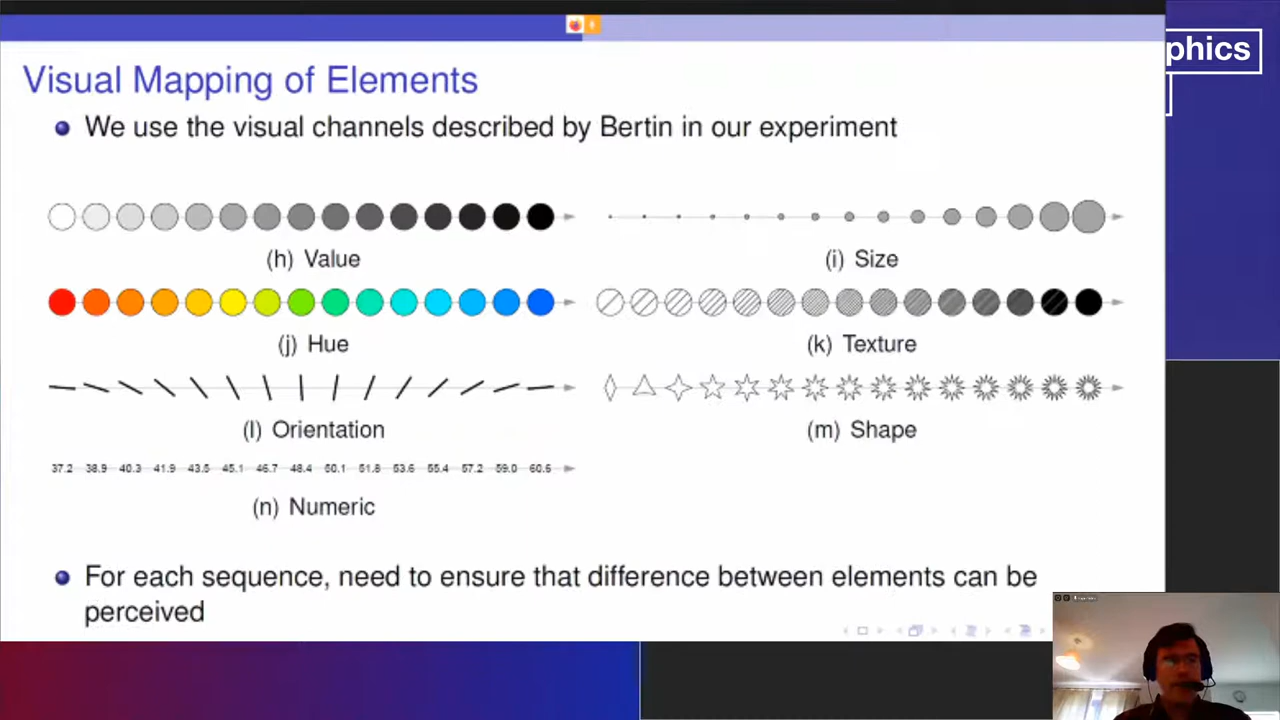 phics
Visual Mapping of Elements
We use the visual channels described by Bertin in our experiment
(h) Value
(i) Size
(j) Hue
(k) Texture
(l) Orientation
(m) Shape
37.2 38.9 40.3 41.9 43.5 45.1 46.7 48.4 50.1 51.8 53.6 55.4 57.2 59.0 60.5
(n) Numeric
For each sequence, need to ensure that difference between elements can be
perceived